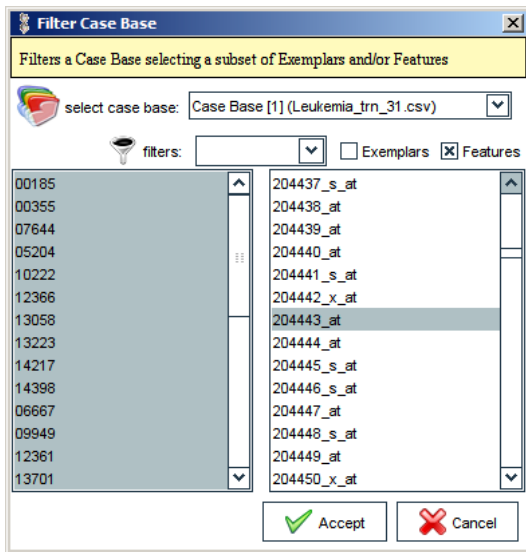 Filter Case Base
Filters a Case Base selecting a subset of Exemplars and/or Features
select case base: Case Base [1] (Leukemia_trn_31.csv)
filters: Exemplars Features
00185
00355
07644
05204
10222
12366
13058
13223
14217
14398
06667
09949
12361
13701
204437_s_at
204438_at
204439_at
204440_at
204441_s_at
204442_x_at
204443_at
204444_at
204445_s_at
204446_s_at
204447_at
204448_s_at
204449_at
204450_x_at
Accept Cancel